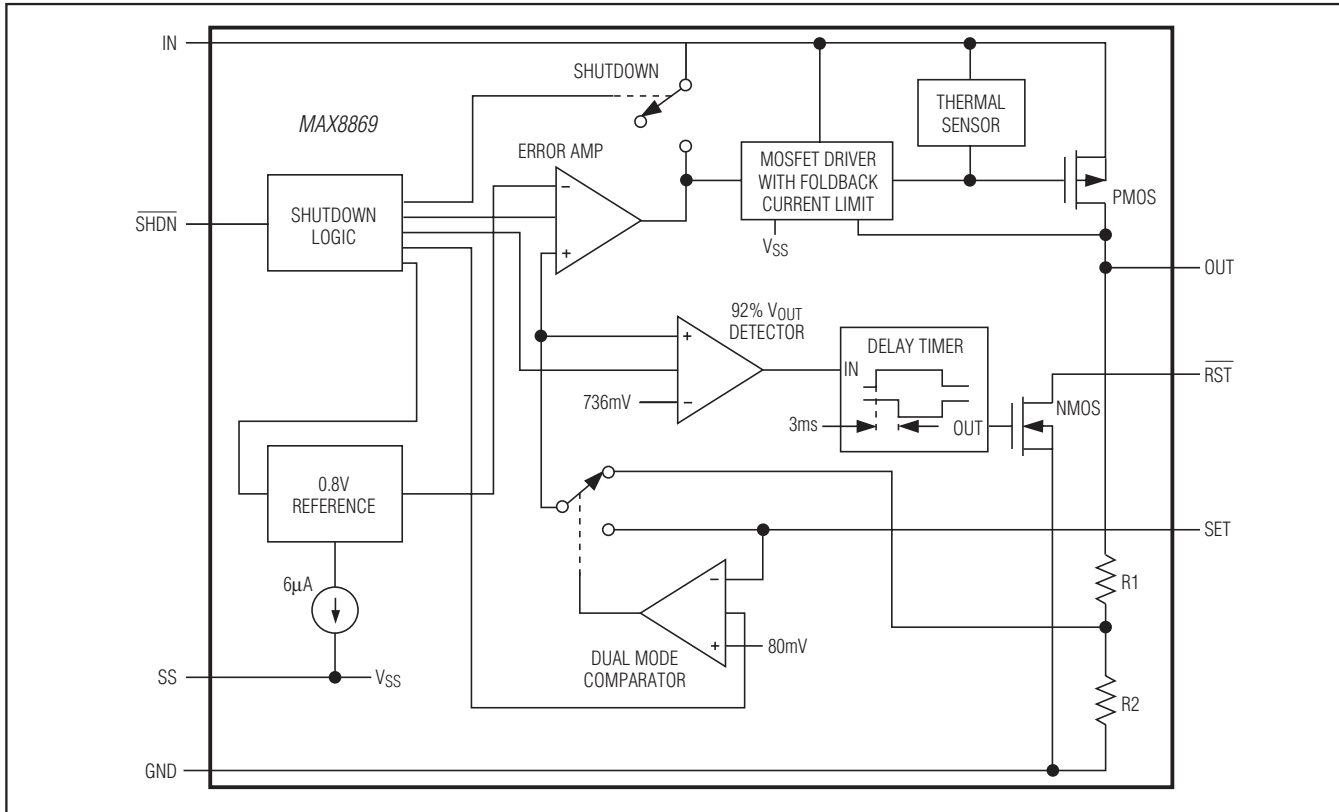 IN
SHUTDOWN
THERMAL
SENSOR
MAX8869
ERROR AMP
MOSFET DRIVER
WITH FOLDBACK
CURRENT LIMIT
−
+
PMOS
SHDN
SHUTDOWN
LOGIC
VSS
OUT
92% VOUT
DETECTOR
DELAY TIMER
+
IN
RST
736mV
−
NMOS
3ms
OUT
0.8V
REFERENCE
SET
6μA
−
R1
+
80mV
DUAL MODE
COMPARATOR
SS
VSS
R2
GND